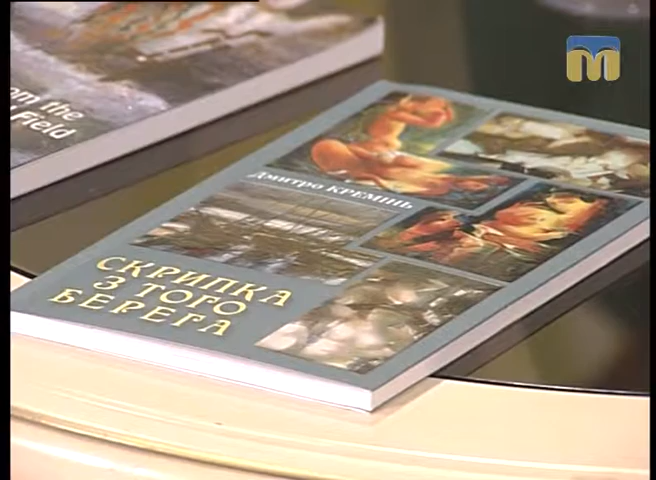 om the
Field
Дмитро КРЕМІНЬ
СКРИПКА
З ТОГО
БЕРЕГА